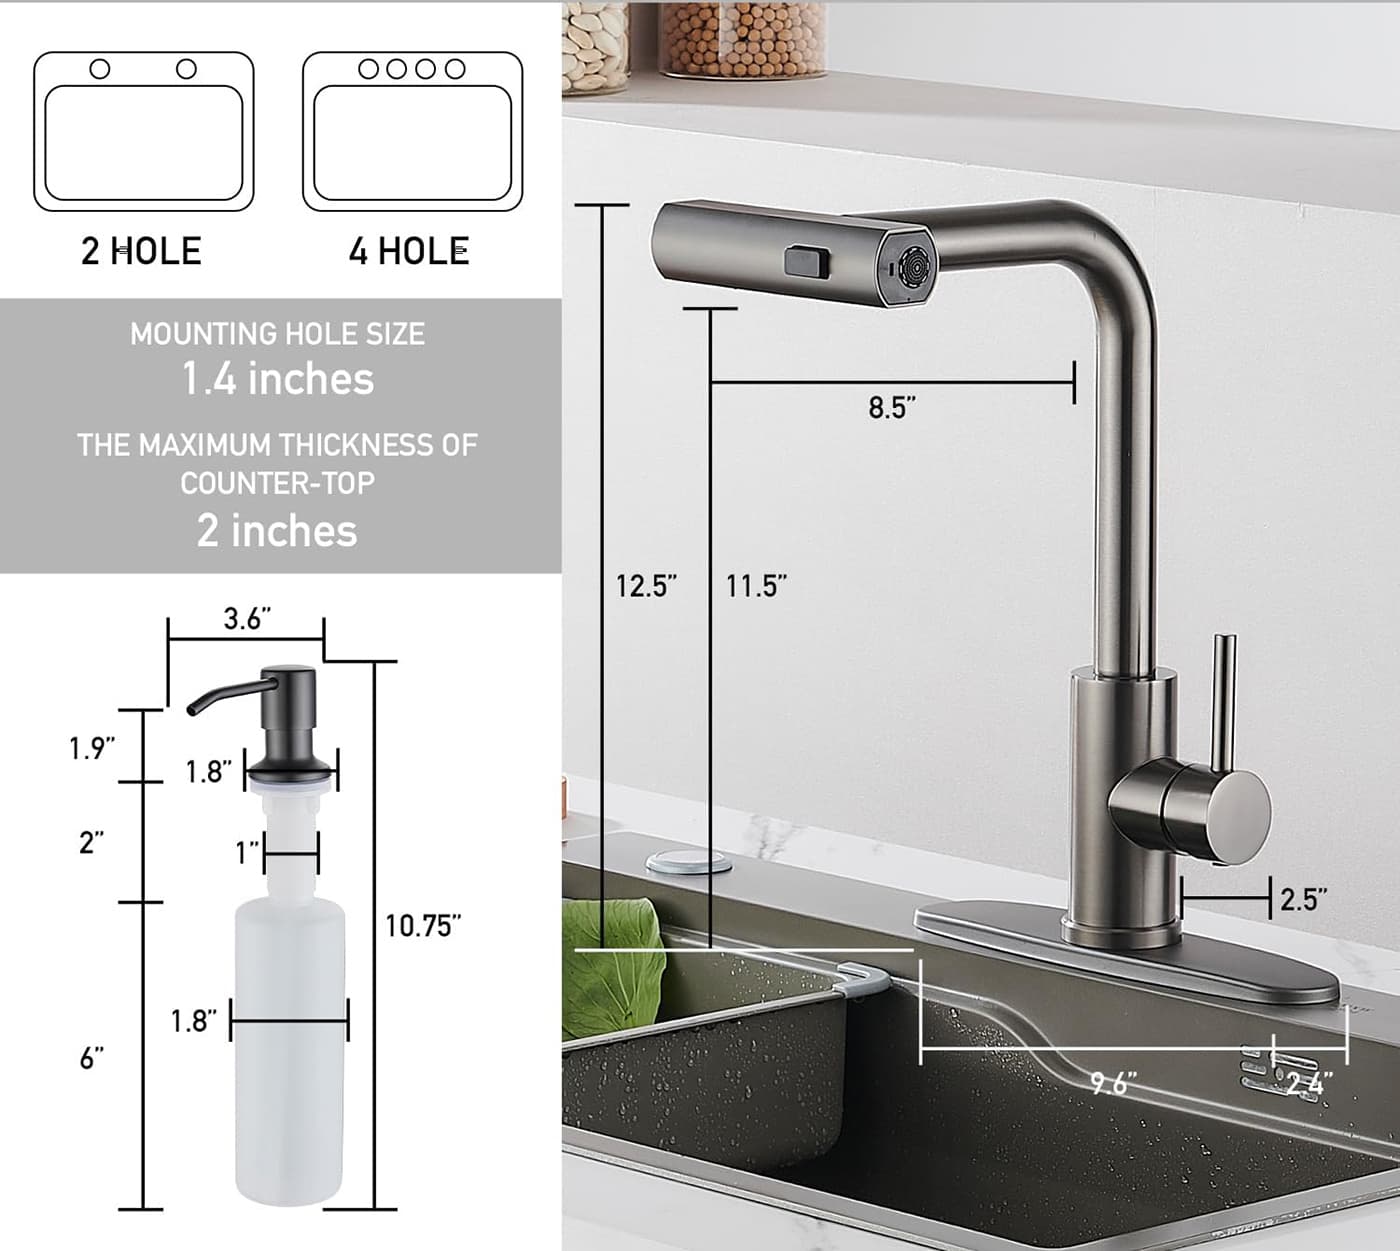 2 HOLE
4 HOLE
MOUNTING HOLE SIZE
1.4 inches
THE MAXIMUM THICKNESS OF
COUNTER-TOP
2 inches
3.6”
1.9”
1.8”
2”
1”
10.75”
1.8”
6”
8.5”
12.5”
11.5”
2.5”
9.6”
2.4”